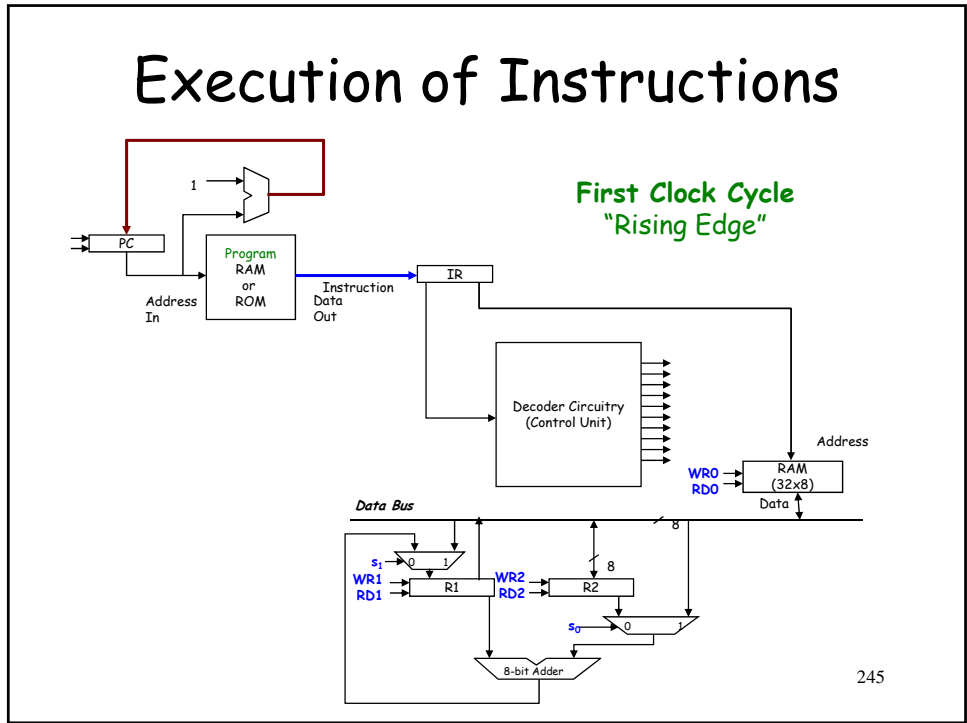 Execution of Instructions
1
First Clock Cycle
"Rising Edge"
PC
Program
RAM
or
ROM
Address
In
Instruction
Data
Out
IR
Decoder Circuitry
(Control Unit)
Address
WR0
RD0
RAM
(32x8)
Data
Data Bus
8
s1
0 1
WR1
RD1
R1
8
WR2
RD2
R2
s0
0 1
8-bit Adder
245